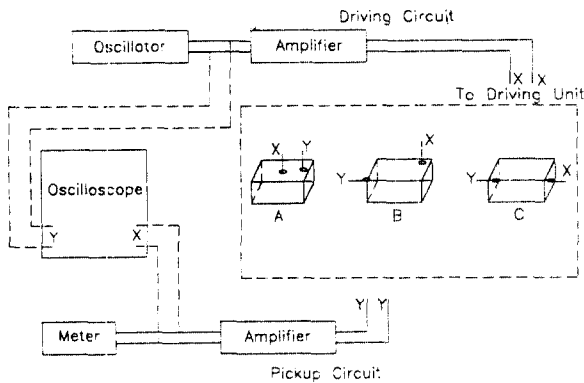 Driving Circuit
Oscillator
Amplifier
X X
To Driving Unit
X Y
X
Y
Y X
A
B
C
Oscilloscope
Y X
Y Y
Meter
Amplifier
Pickup Circuit